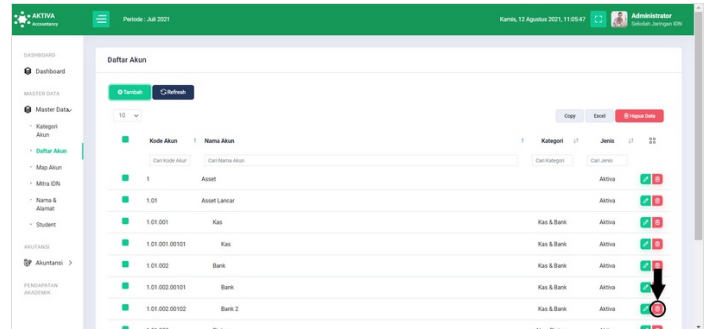 AKTIVA
Accountancy
Periode : Juli 2021
Kamis, 12 Agustus 2021, 11:05:47
Administrator
Sekolah Jaringan IDN
DASHBOARD
Dashboard
MASTER DATA
Master Data
Kategori Akun
Daftar Akun
Map Akun
Mitra IDN
Nama & Alamat
Student
AKUTANSI
Akuntansi
PENDAPATAN AKADEMIK
Daftar Akun
Tambah Refresh
10 Copy Excel Hapus Data
Kode Akun Nama Akun Kategori Jenis
Cari Kode Akun Cari Nama Akun Cari Kategori Cari Jenis
1 Asset Aktiva
1.01 Asset Lancar Aktiva
1.01.001 Kas Kas & Bank Aktiva
1.01.001.00101 Kas Kas & Bank Aktiva
1.01.002 Bank Kas & Bank Aktiva
1.01.002.00101 Bank Kas & Bank Aktiva
1.01.002.00102 Bank 2 Kas & Bank Aktiva